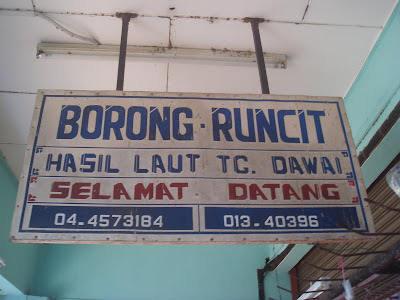 BORONG · RUNCIT
HASIL LAUT TG. DAWAI
SELAMAT DATANG
04-4573184 013-40396